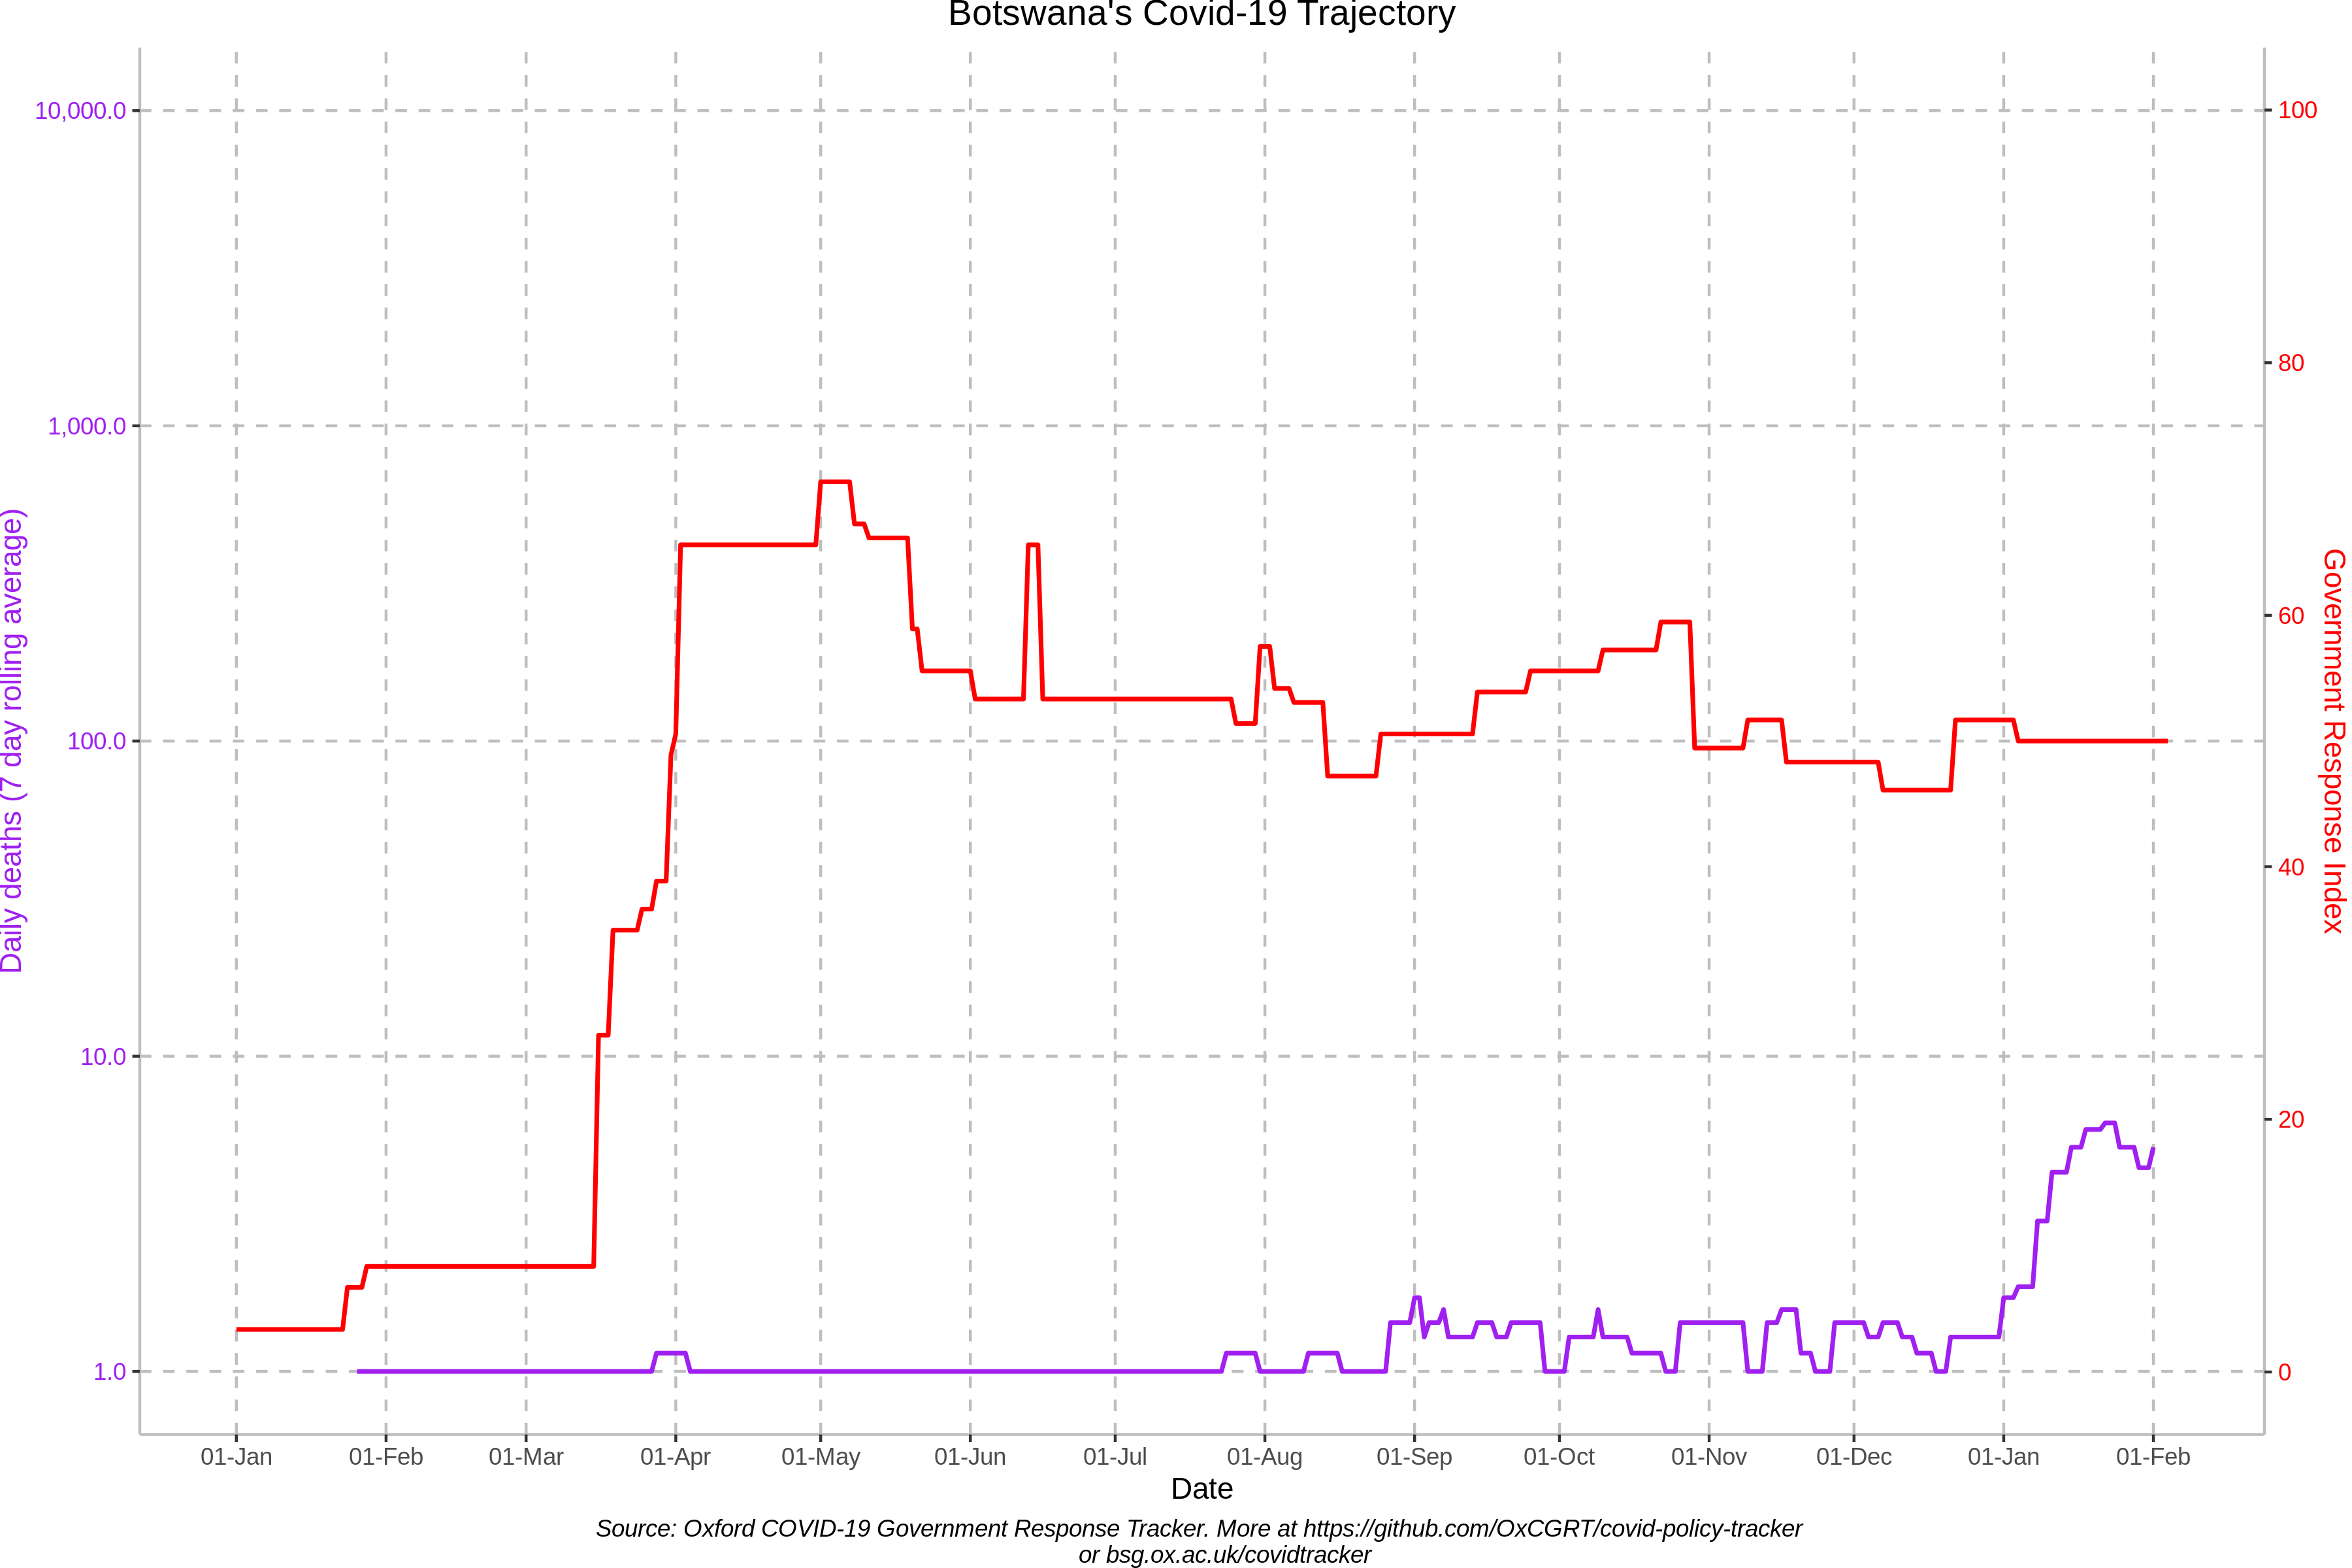 Botswana's Covid-19 Trajectory
10,000.0
1,000.0
100.0
10.0
1.0
Daily deaths (7 day rolling average)
100
80
60
40
20
0
Government Response Index
01-Jan 01-Feb 01-Mar 01-Apr 01-May 01-Jun 01-Jul 01-Aug 01-Sep 01-Oct 01-Nov 01-Dec 01-Jan 01-Feb
Date
Source: Oxford COVID-19 Government Response Tracker. More at https://github.com/OxCGRT/covid-policy-tracker
or bsg.ox.ac.uk/covidtracker